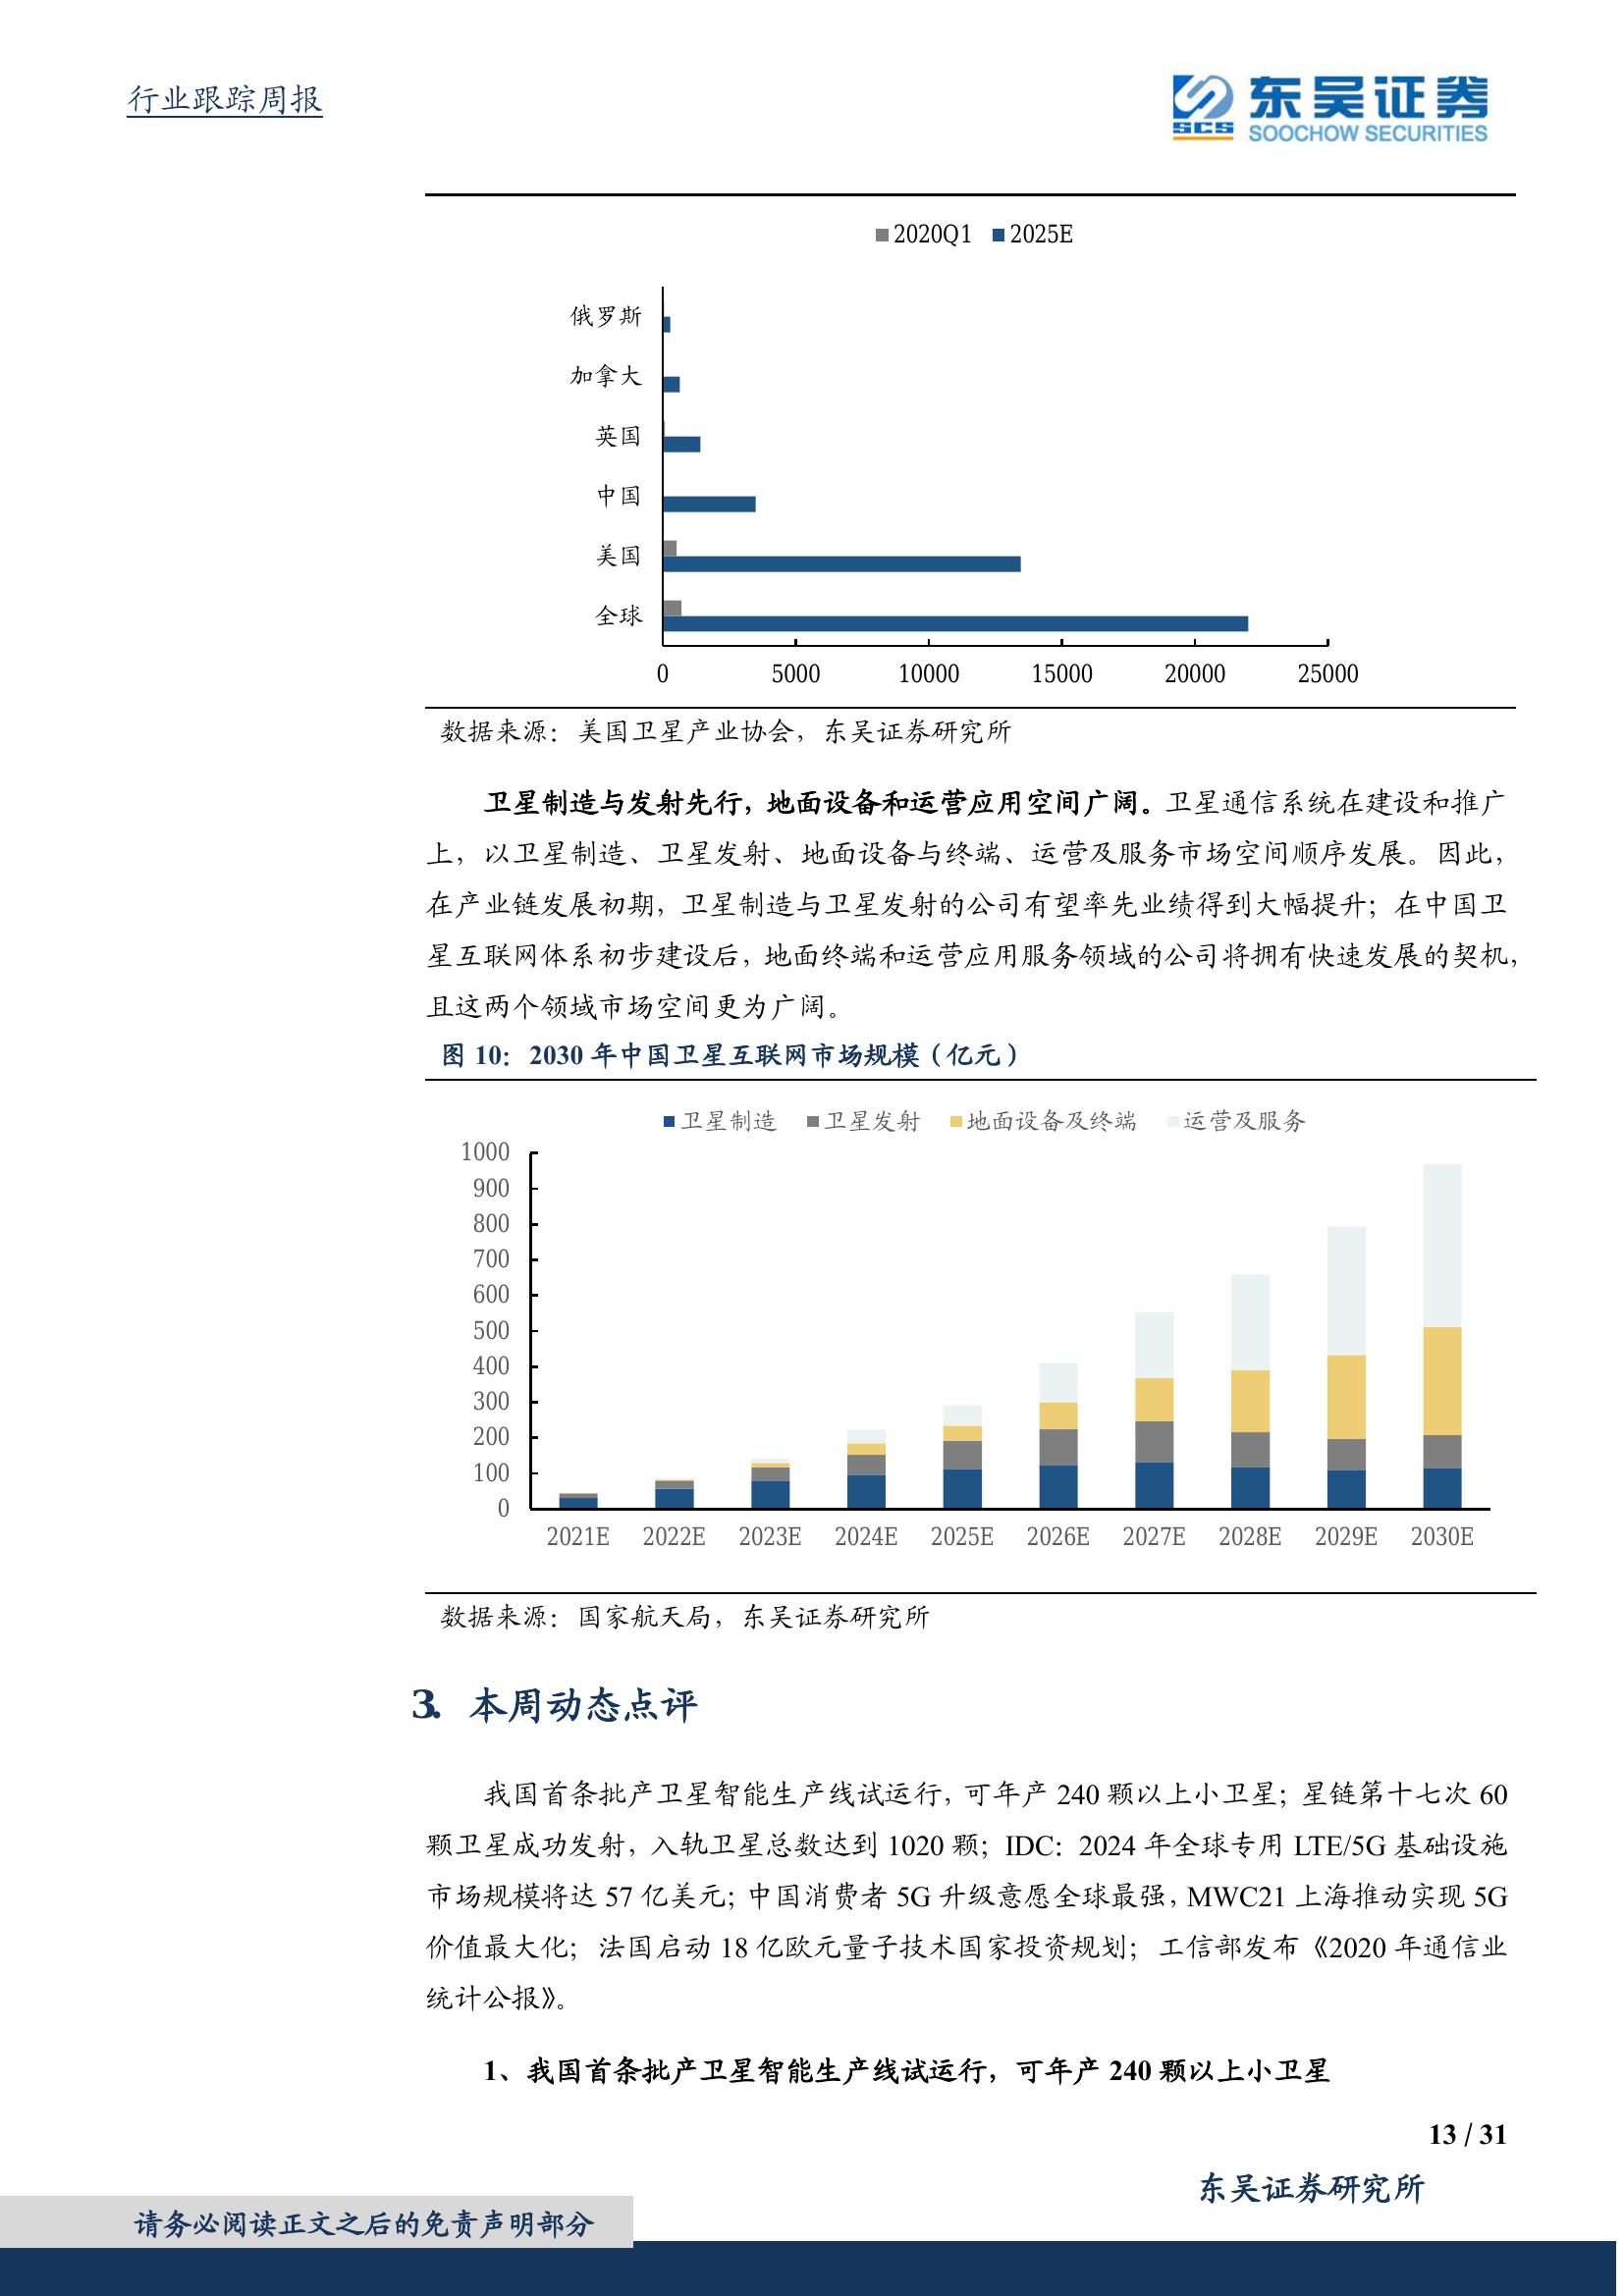 行业跟踪周报
SCS
东吴证券
SOOCHOW SECURITIES
2020Q1 2025E
俄罗斯
加拿大
英国
中国
美国
全球
0 5000 10000 15000 20000 25000
数据来源：美国卫星产业协会，东吴证券研究所
卫星制造与发射先行，地面设备和运营应用空间广阔。卫星通信系统在建设和推广
上，以卫星制造、卫星发射、地面设备与终端、运营及服务市场空间顺序发展。因此，
在产业链发展初期，卫星制造与卫星发射的公司有望率先业绩得到大幅提升；在中国卫
星互联网体系初步建设后，地面终端和运营应用服务领域的公司将拥有快速发展的契机，
且这两个领域市场空间更为广阔。
图 10：2030 年中国卫星互联网市场规模（亿元）
卫星制造 卫星发射 地面设备及终端 运营及服务
1000
900
800
700
600
500
400
300
200
100
0
2021E 2022E 2023E 2024E 2025E 2026E 2027E 2028E 2029E 2030E
数据来源：国家航天局，东吴证券研究所
3. 本周动态点评
我国首条批产卫星智能生产线试运行，可年产 240 颗以上小卫星；星链第十七次 60
颗卫星成功发射，入轨卫星总数达到 1020 颗；IDC：2024 年全球专用 LTE/5G 基础设施
市场规模将达 57 亿美元；中国消费者 5G 升级意愿全球最强，MWC21 上海推动实现 5G
价值最大化；法国启动 18 亿欧元量子技术国家投资规划；工信部发布《2020 年通信业
统计公报》。
1、我国首条批产卫星智能生产线试运行，可年产 240 颗以上小卫星
13 / 31
东吴证券研究所
请务必阅读正文之后的免责声明部分